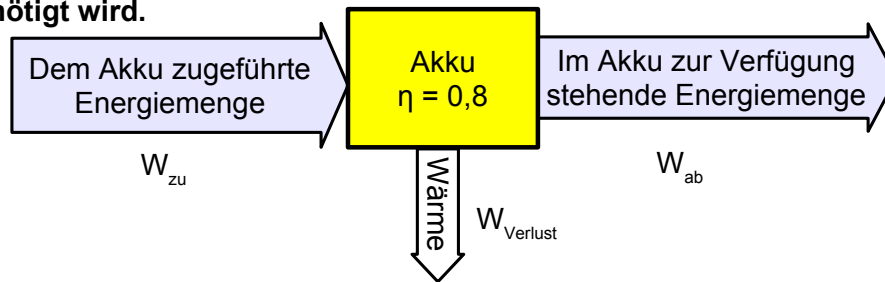 nötigt wird.
Dem Akku zugeführte
Energiemenge
Akku
η = 0,8
Im Akku zur Verfügung
stehende Energiemenge
W_zu
Wärme
W_Verlust
W_ab